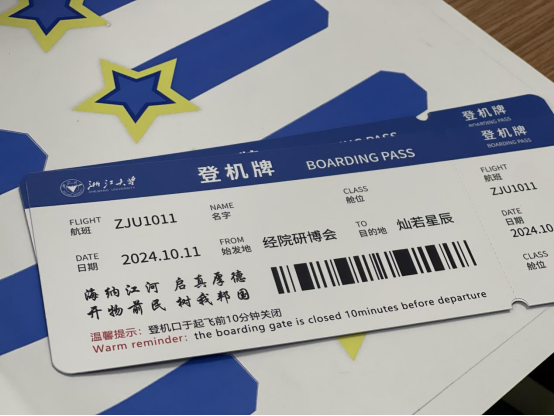 登机牌
BOARDING PASS
登机牌
BOARDING PASS
浙江大学 登机牌 BOARDING PASS
FLIGHT
航班 ZJU1011
NAME
名字
CLASS
舱位
DATE
日期 2024.10.11
FROM
始发地 经院研博会
TO
目的地 灿若星辰
海纳江河 启真厚德
开物前民 树我邦国
温馨提示：登机口于起飞前10分钟关闭
Warm reminder: the boarding gate is closed 10minutes before departure
FLIGHT
航班
ZJU1011
DATE
日期
2024.10
CLASS
舱位